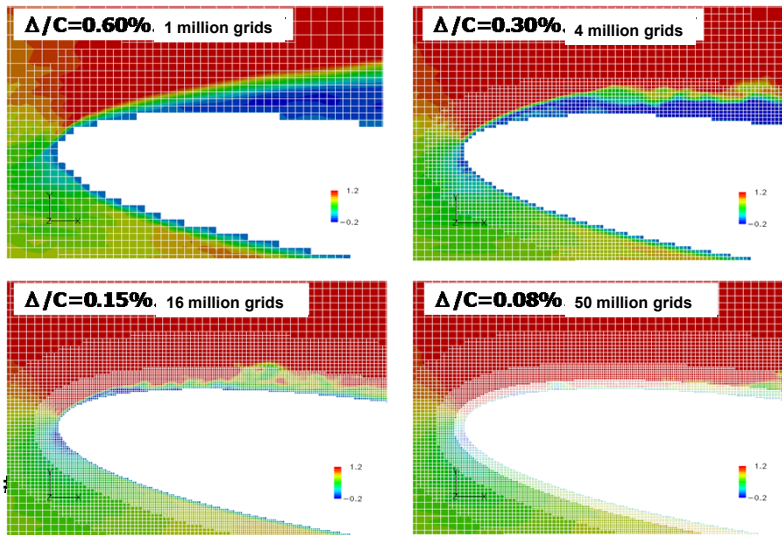 Δ/C=0.60%. 1 million grids
1.2
-0.2
Y
Z X
Δ/C=0.30%. 4 million grids
1.2
-0.2
Y
Z X
Δ/C=0.15%. 16 million grids
1.2
-0.2
Y
Z X
Δ/C=0.08%. 50 million grids
1.2
-0.2
Y
Z X